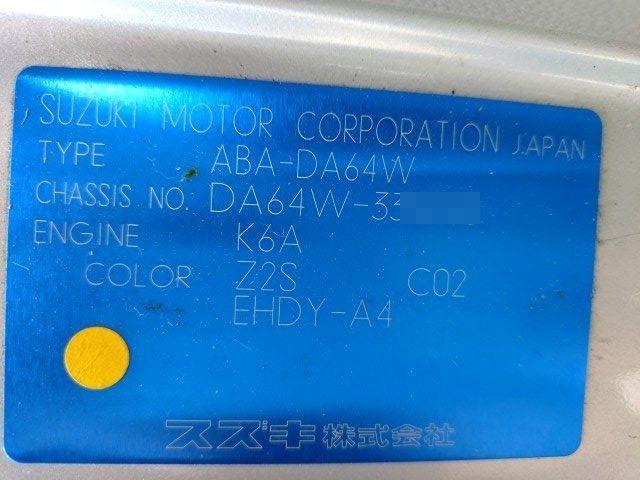 SUZUKI MOTOR CORPORATION JAPAN
TYPE ABA-DA64W
CHASSIS NO. DA64W-33
ENGINE K6A
COLOR Z2S C02
EHDY-A4
スズキ株式会社